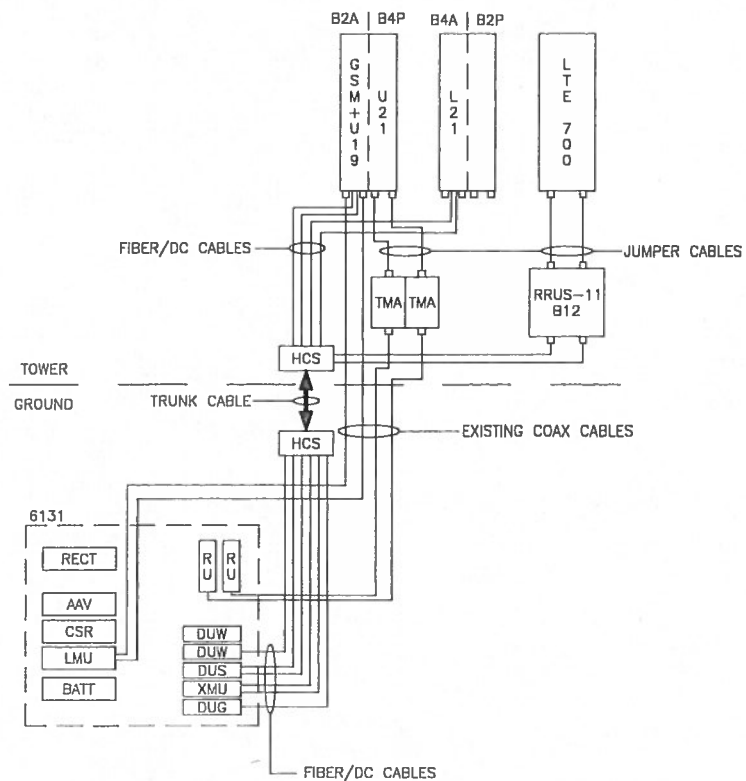 B2A B4P B4A B2P
GSM+U19
U21
L21
LTE 700
FIBER/DC CABLES
JUMPER CABLES
TMA TMA
RRUS-11
B12
HCS
TOWER
GROUND
TRUNK CABLE
HCS
EXISTING COAX CABLES
6131
RECT
RU
RU
AAV
CSR
LMU
BATT
DUW
DUW
DUS
XMU
DUG
FIBER/DC CABLES